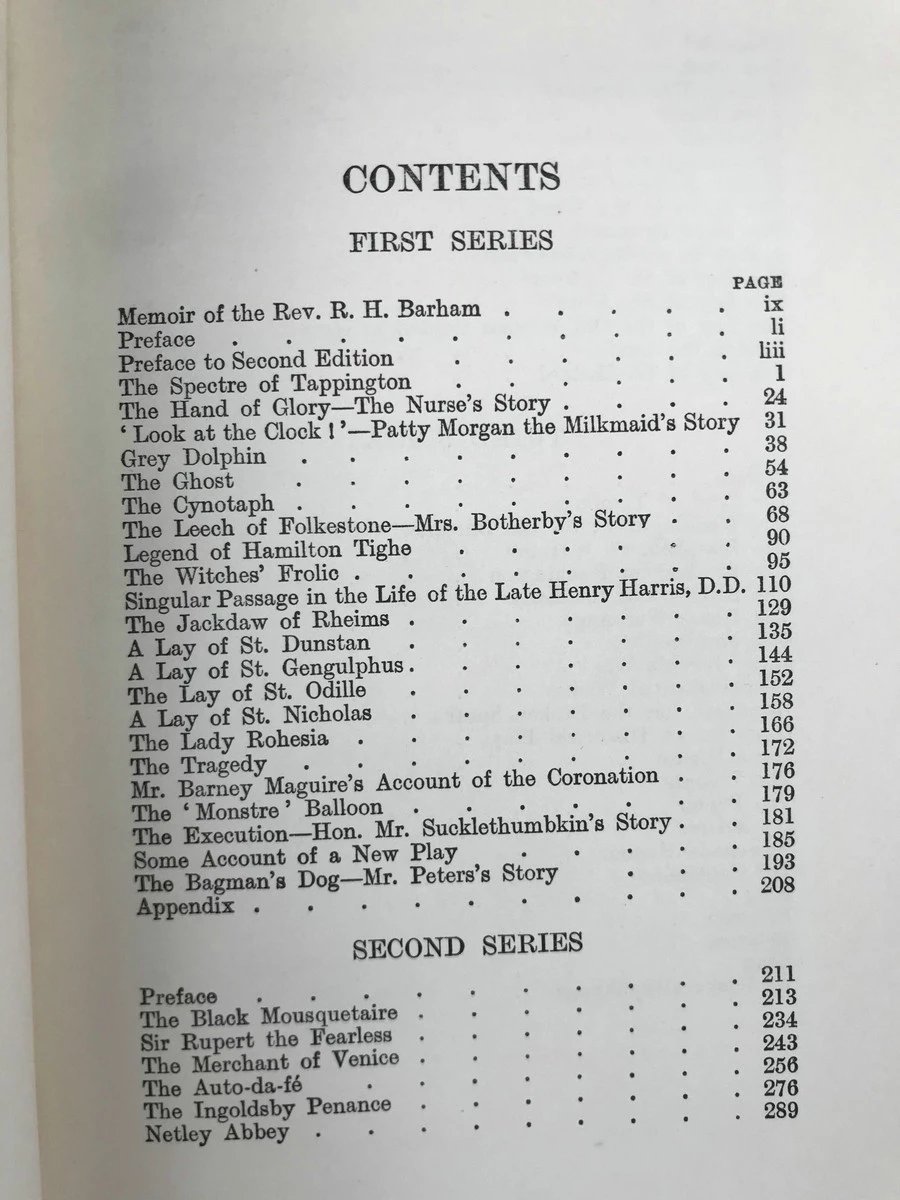 CONTENTS
FIRST SERIES
PAGE
Memoir of the Rev. R. H. Barham . . . . . ix
Preface . . . . . . . . . . li
Preface to Second Edition . . . . . . liii
The Spectre of Tappington . . . . . . 1
The Hand of Glory—The Nurse's Story . . . . 24
‘Look at the Clock!’—Patty Morgan the Milkmaid's Story 31
Grey Dolphin . . . . . . . . . 38
The Ghost . . . . . . . . . 54
The Cynotaph . . . . . . . . . 63
The Leech of Folkestone—Mrs. Botherby's Story . . 68
Legend of Hamilton Tighe . . . . . . 90
The Witches' Frolic . . . . . . . . 95
Singular Passage in the Life of the Late Henry Harris, D.D. 110
The Jackdaw of Rheims . . . . . . . 129
A Lay of St. Dunstan . . . . . . . 135
A Lay of St. Gengulphus . . . . . . . 144
The Lay of St. Odille . . . . . . . 152
A Lay of St. Nicholas . . . . . . . 158
The Lady Rohesia . . . . . . . . 166
The Tragedy . . . . . . . . . 172
Mr. Barney Maguire's Account of the Coronation . . 176
The ‘Monstre’ Balloon . . . . . . . 179
The Execution—Hon. Mr. Sucklethumbkin's Story . . 181
Some Account of a New Play . . . . . 185
The Bagman's Dog—Mr. Peters's Story . . . 193
Appendix . . . . . . . . . . 208
SECOND SERIES
Preface . . . . . . . . . . 211
The Black Mousquetaire . . . . . . . 213
Sir Rupert the Fearless . . . . . . . 234
The Merchant of Venice . . . . . . . 243
The Auto-da-fé . . . . . . . . 256
The Ingoldsby Penance . . . . . . . 276
Netley Abbey . . . . . . . . . 289